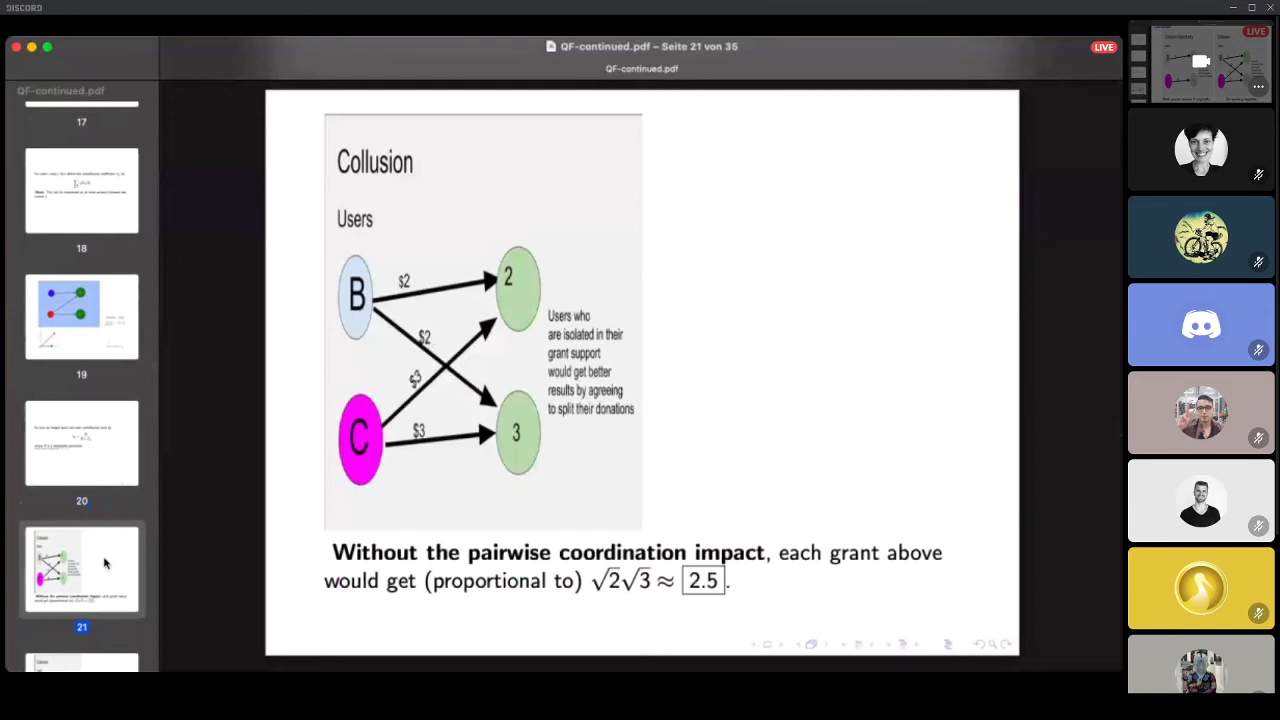 DISCORD
QF-continued.pdf – Seite 21 von 35
LIVE
QF-continued.pdf
QF-continued.pdf
17
18
19
20
21
Collusion
Users
B
$2
2
$2
$3
C
$3
3
Users who
are isolated in their
grant support
would get better
results by agreeing
to split their donations
Without the pairwise coordination impact, each grant above
would get (proportional to) √2√3 ≈ 2.5.
LIVE